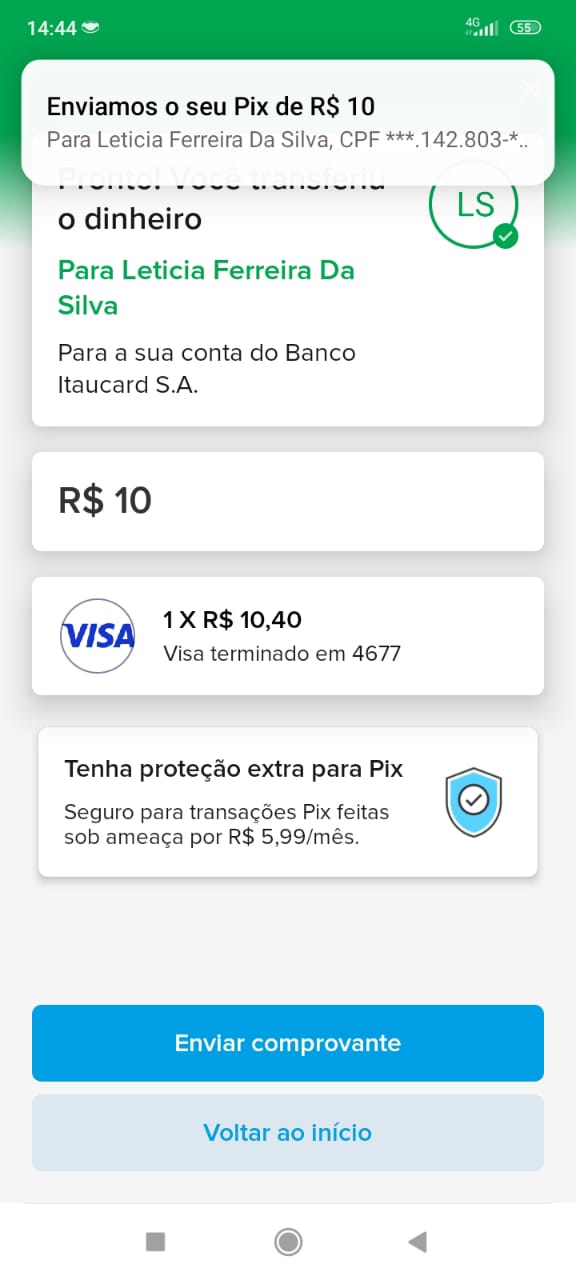 14:44
4G
55
Enviamos o seu Pix de R$ 10
Para Leticia Ferreira Da Silva, CPF ***.142.803-*..
Pronto! Você transferiu
o dinheiro
LS
Para Leticia Ferreira Da
Silva
Para a sua conta do Banco
Itaucard S.A.
R$ 10
VISA
1 X R$ 10,40
Visa terminado em 4677
Tenha proteção extra para Pix
Seguro para transações Pix feitas
sob ameaça por R$ 5,99/mês.
Enviar comprovante
Voltar ao início